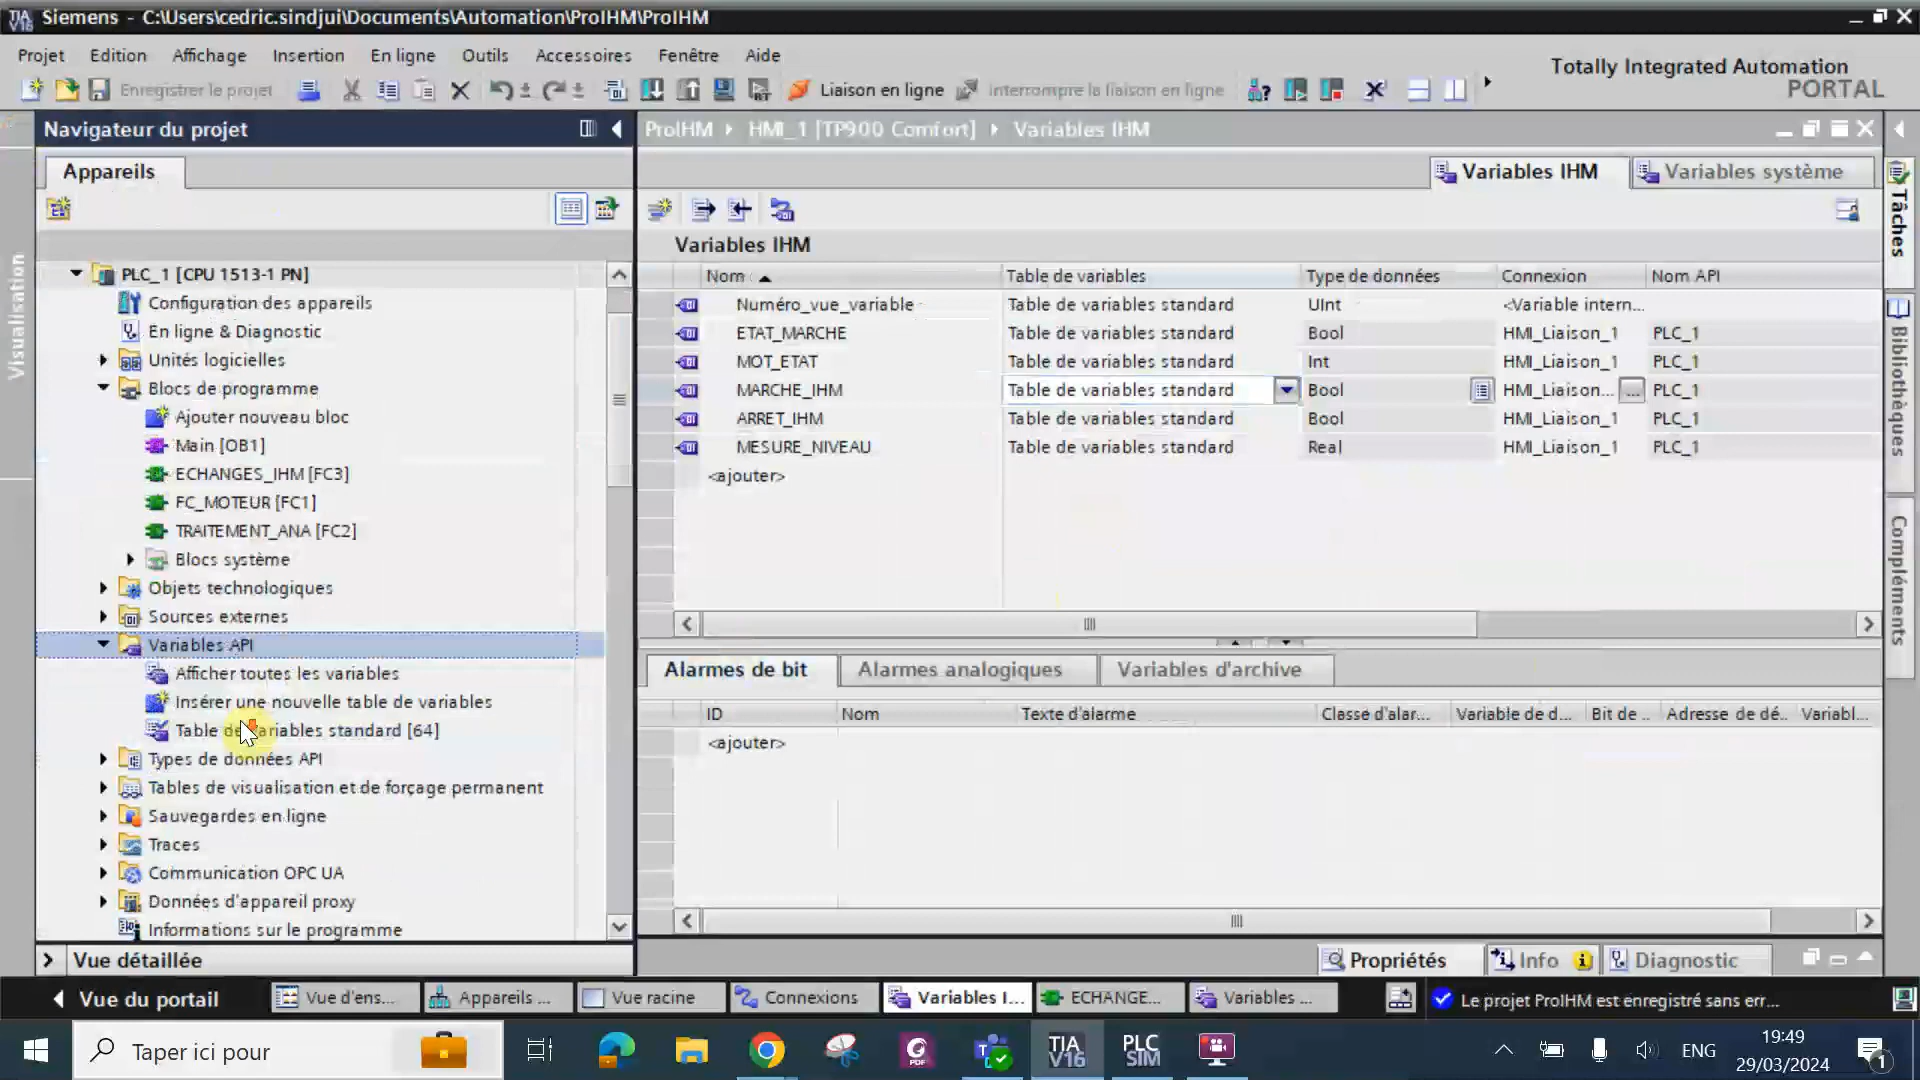 TIA V16 Siemens - C:\Users\cedric.sindjui\Documents\Automation\ProIHM\ProIHM
Projet Edition Affichage Insertion En ligne Outils Accessoires Fenêtre Aide
Totally Integrated Automation
PORTAL
Enregistrer le projet Liaison en ligne Interrompre la liaison en ligne
Navigateur du projet
ProIHM HMI_1 [TP900 Comfort] Variables IHM
Appareils
Variables IHM Variables système
Visualisation
PLC_1 [CPU 1513-1 PN]
Configuration des appareils
En ligne & Diagnostic
Unités logicielles
Blocs de programme
Ajouter nouveau bloc
Main [OB1]
ECHANGES_IHM [FC3]
FC_MOTEUR [FC1]
TRAITEMENT_ANA [FC2]
Blocs système
Objets technologiques
Sources externes
Variables API
Afficher toutes les variables
Insérer une nouvelle table de variables
Table de variables standard [64]
Types de données API
Tables de visualisation et de forçage permanent
Sauvegardes en ligne
Traces
Communication OPC UA
Données d'appareil proxy
Informations sur le programme
Vue détaillée
Variables IHM
Nom Table de variables Type de données Connexion Nom API
Numéro_vue_variable Table de variables standard UInt <Variable intern...
ETAT_MARCHE Table de variables standard Bool HMI_Liaison_1 PLC_1
MOT_ETAT Table de variables standard Int HMI_Liaison_1 PLC_1
MARCHE_IHM Table de variables standard Bool HMI_Liaison... ... PLC_1
ARRET_IHM Table de variables standard Bool HMI_Liaison_1 PLC_1
MESURE_NIVEAU Table de variables standard Real HMI_Liaison_1 PLC_1
<ajouter>
Alarmes de bit Alarmes analogiques Variables d'archive
ID Nom Texte d'alarme Classe d'alar... Variable de d... Bit de .. Adresse de dé.. Variabl...
<ajouter>
Propriétés Info Diagnostic
Tâches
Bibliothèques
Compléments
Vue du portail Vue d'ens... Appareils ... Vue racine Connexions Variables I... ECHANGE... Variables ... Le projet ProIHM est enregistré sans err...
Taper ici pour
PDF
TIA V16
PLC SIM
ENG
19:49
29/03/2024
1